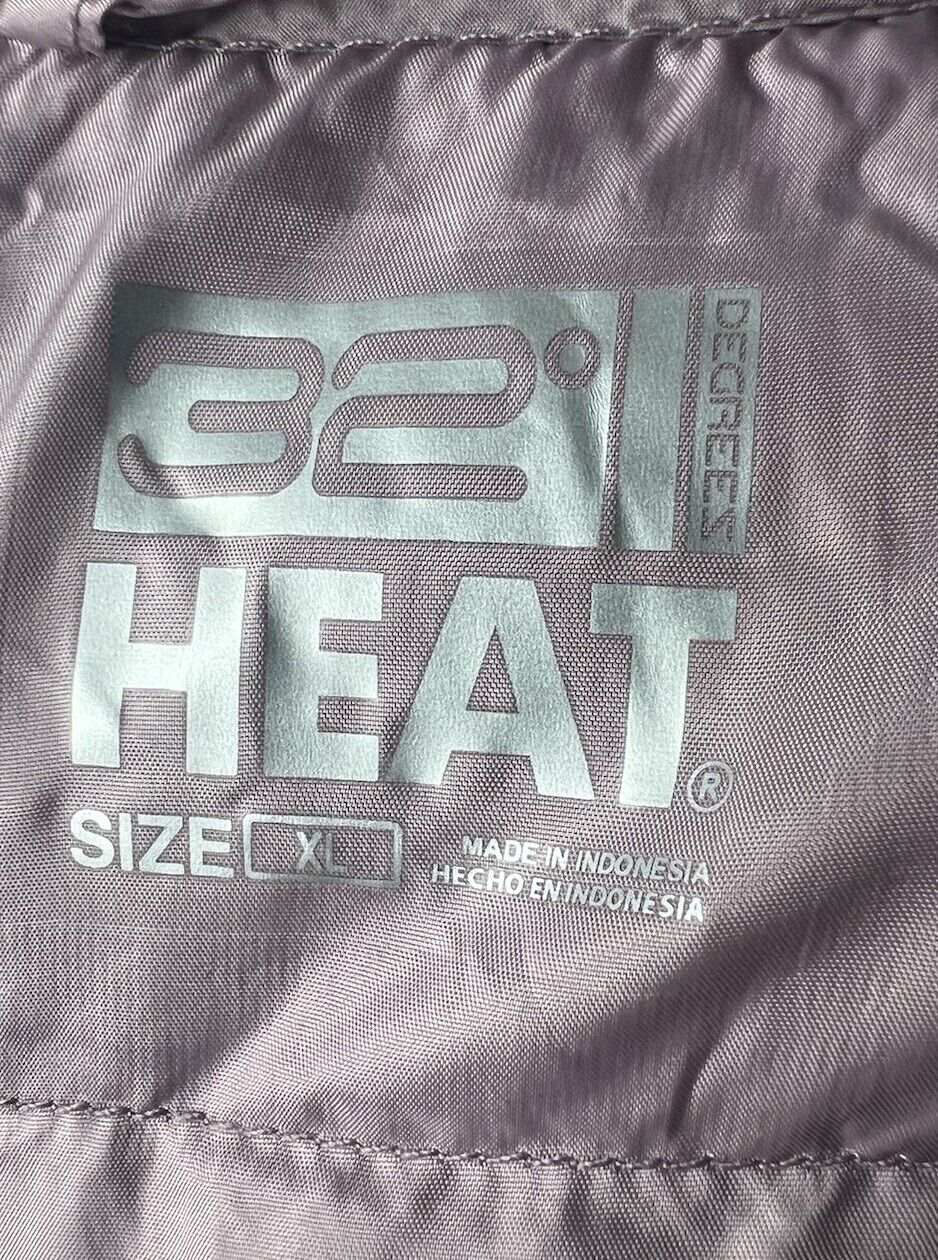 32°
DEGREES
HEAT®
SIZE XL
MADE IN INDONESIA
HECHO EN INDONESIA